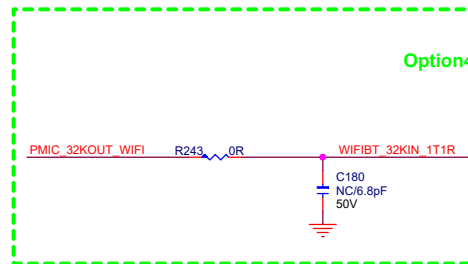 Option4
PMIC_32KOUT_WIFI R243 0R WIFIBT_32KIN_1T1R
C180
NC/6.8pF
50V